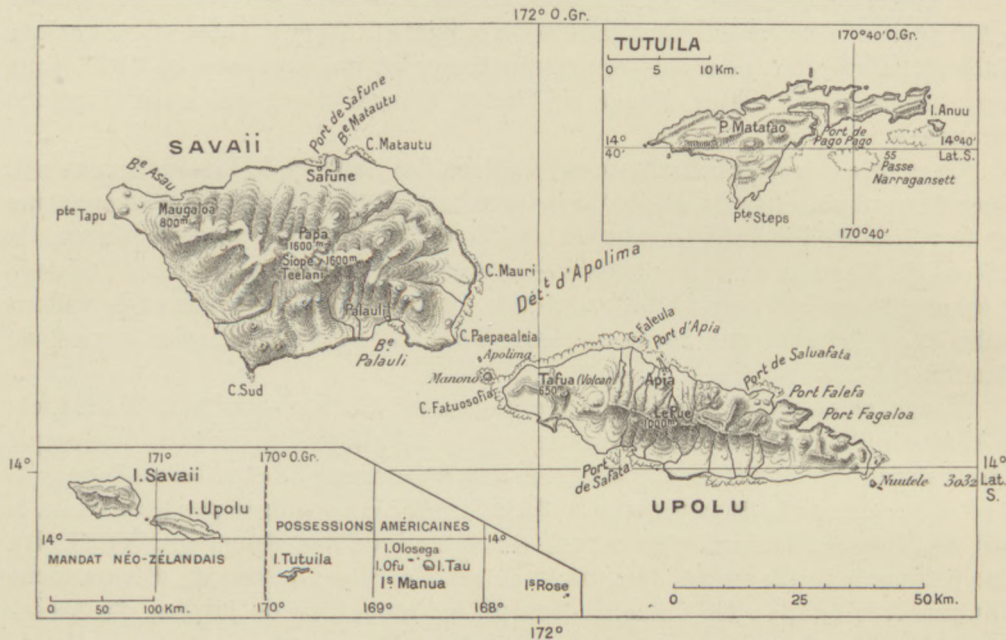 172° O.Gr.
TUTUILA
0 5 10 Km.
170°40' O.Gr.
I. Anuu
P. Matafao
Port de
Pago Pago
14°
40'
14°40'
Lat. S.
55
Passe
Narragansett
Pte Steps
170°40'
SAVAII
Port de Safune
Be Matautu
C. Matautu
Safune
Be Asau
Pte Tapu
Maugaloa
800m
Papa
1600m
Siope
1600m
Teelani
C. Mauri
Palauli
Be
Palauli
C. Paepaealeia
C. Sud
Dét.t d'Apolima
Apolima
Manono
C. Fatuosofia
C. Faleula
Port d'Apia
Tafua (Volcan)
650m
Apia
Le Pue
1000m
Port de Saluafata
Port Falefa
Port Fagaloa
Port
de Safata
UPOLU
Nuutele
3032
14°
14°
Lat.
S.
171°
170° O.Gr.
I. Savaii
I. Upolu
14°
14°
MANDAT NÉO-ZÉLANDAIS
POSSESSIONS AMÉRICAINES
I. Tutuila
I. Olosega
I. Ofu
I. Tau
Is Manua
Is Rose
0 50 100 Km.
170°
169°
168°
0 25 50 Km.
172°